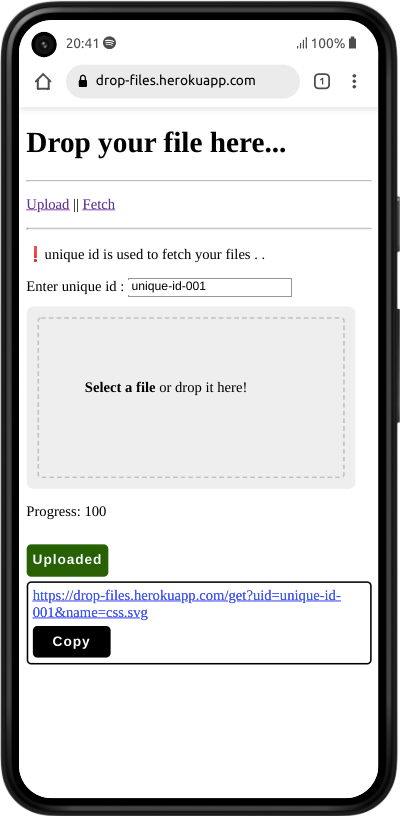 20:41 100%
drop-files.herokuapp.com 1
Drop your file here...
Upload || Fetch
❗unique id is used to fetch your files . .
Enter unique id : unique-id-001
Select a file or drop it here!
Progress: 100
Uploaded
https://drop-files.herokuapp.com/get?uid=unique-id-
001&name=css.svg
Copy